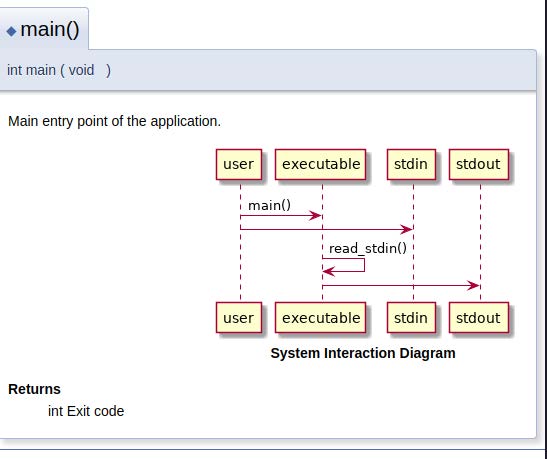 main()
int main ( void )
Main entry point of the application.
user executable stdin stdout
main()
read_stdin()
user executable stdin stdout
System Interaction Diagram
Returns
int Exit code